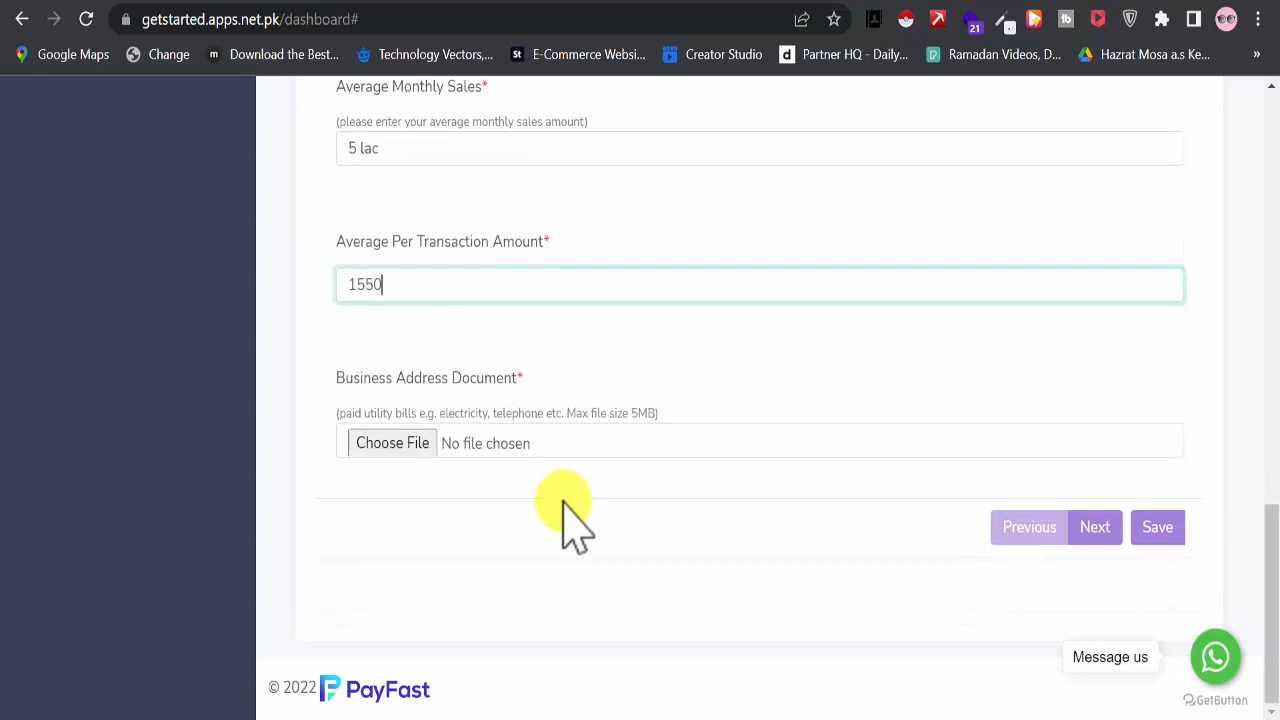 getstarted.apps.net.pk/dashboard#
21
Google Maps
Change
Download the Best...
Technology Vectors,...
E-Commerce Websi...
Creator Studio
Partner HQ - Daily...
Ramadan Videos, D...
Hazrat Mosa a.s Ke...
»
Average Monthly Sales*
(please enter your average monthly sales amount)
5 lac
Average Per Transaction Amount*
1550
Business Address Document*
(paid utility bills e.g. electricity, telephone etc. Max file size 5MB)
Choose File No file chosen
Previous Next Save
Message us
© 2022 PayFast
GetButton